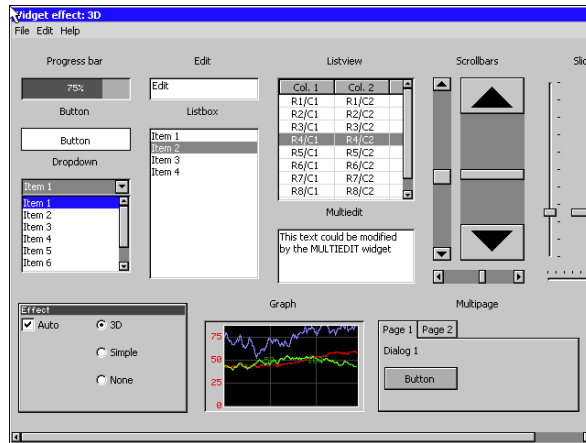 Widget effect: 3D
File Edit Help
Progress bar
Edit
Listview
Scrollbars
75%
Edit
Col. 1 Col. 2
R1/C1 R1/C2
R2/C1 R2/C2
R3/C1 R3/C2
R4/C1 R4/C2
R5/C1 R5/C2
R6/C1 R6/C2
R7/C1 R7/C2
R8/C1 R8/C2
Button
Button
Listbox
Item 1
Item 2
Item 3
Item 4
Dropdown
Item 1
Item 1
Item 2
Item 3
Item 4
Item 5
Item 6
Multiedit
This text could be modified
by the MULTIEDIT widget
Effect
Auto
3D
Simple
None
Graph
75
50
25
0
Multipage
Page 1 Page 2
Dialog 1
Button